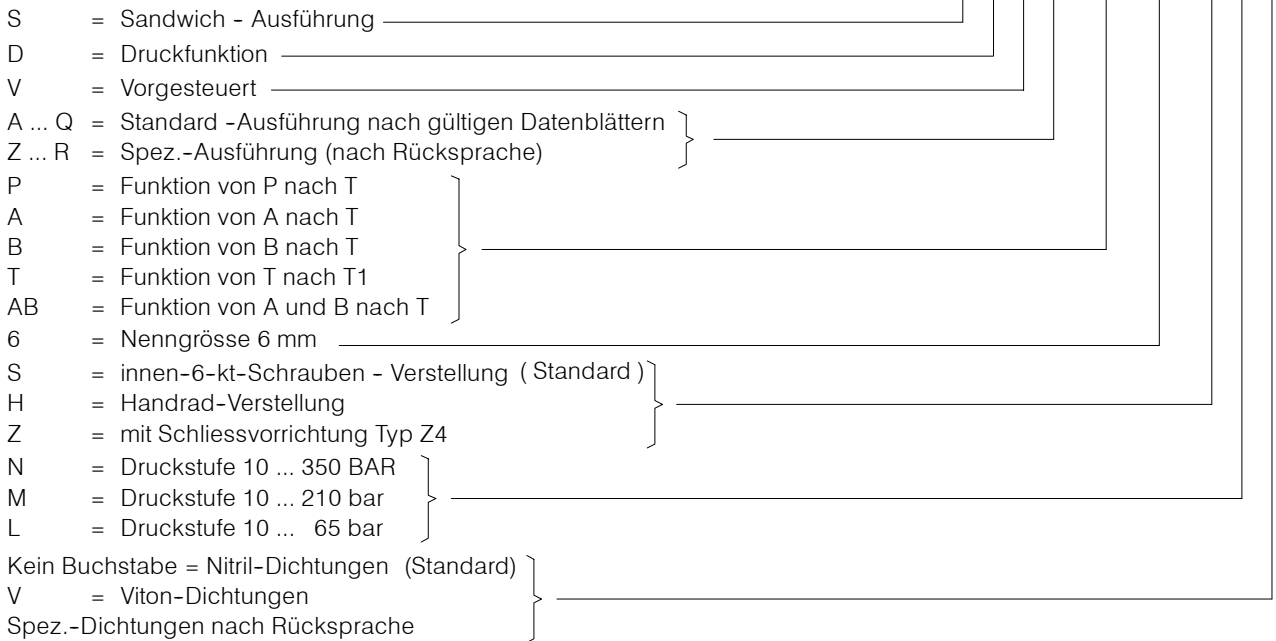 S = Sandwich - Ausführung
D = Druckfunktion
V = Vorgesteuert
A ... Q = Standard -Ausführung nach gültigen Datenblättern
Z ... R = Spez.-Ausführung (nach Rücksprache)
P = Funktion von P nach T
A = Funktion von A nach T
B = Funktion von B nach T
T = Funktion von T nach T1
AB = Funktion von A und B nach T
6 = Nenngrösse 6 mm
S = innen-6-kt-Schrauben - Verstellung ( Standard )
H = Handrad-Verstellung
Z = mit Schliessvorrichtung Typ Z4
N = Druckstufe 10 ... 350 BAR
M = Druckstufe 10 ... 210 bar
L = Druckstufe 10 ... 65 bar
Kein Buchstabe = Nitril-Dichtungen (Standard)
V = Viton-Dichtungen
Spez.-Dichtungen nach Rücksprache